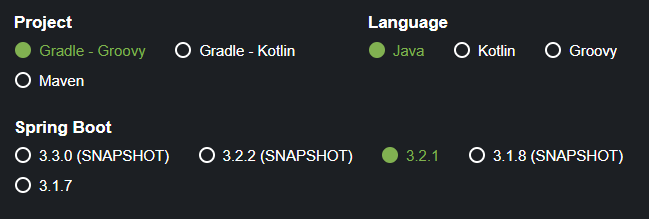 Project
Gradle - Groovy Gradle - Kotlin
Maven
Language
Java Kotlin Groovy
Spring Boot
3.3.0 (SNAPSHOT) 3.2.2 (SNAPSHOT) 3.2.1 3.1.8 (SNAPSHOT)
3.1.7